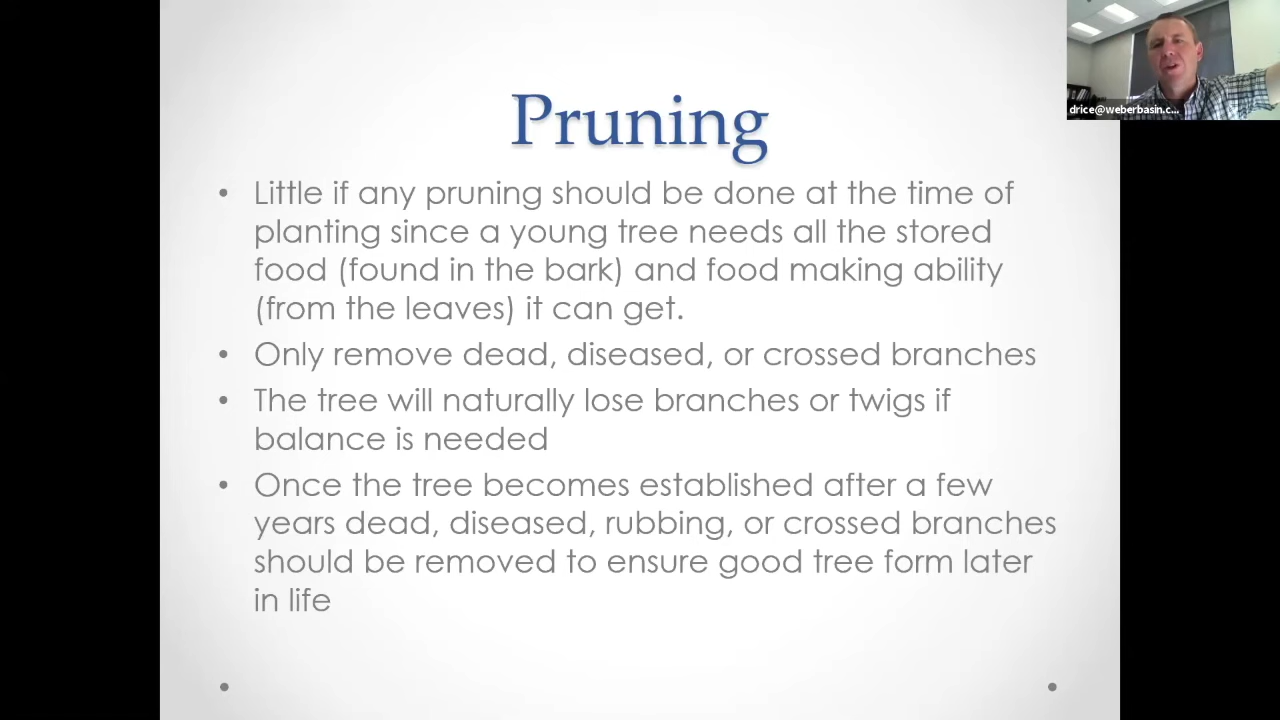 Pruning
drice@weberbasin.c...
• Little if any pruning should be done at the time of
planting since a young tree needs all the stored
food (found in the bark) and food making ability
(from the leaves) it can get.
• Only remove dead, diseased, or crossed branches
• The tree will naturally lose branches or twigs if
balance is needed
• Once the tree becomes established after a few
years dead, diseased, rubbing, or crossed branches
should be removed to ensure good tree form later
in life